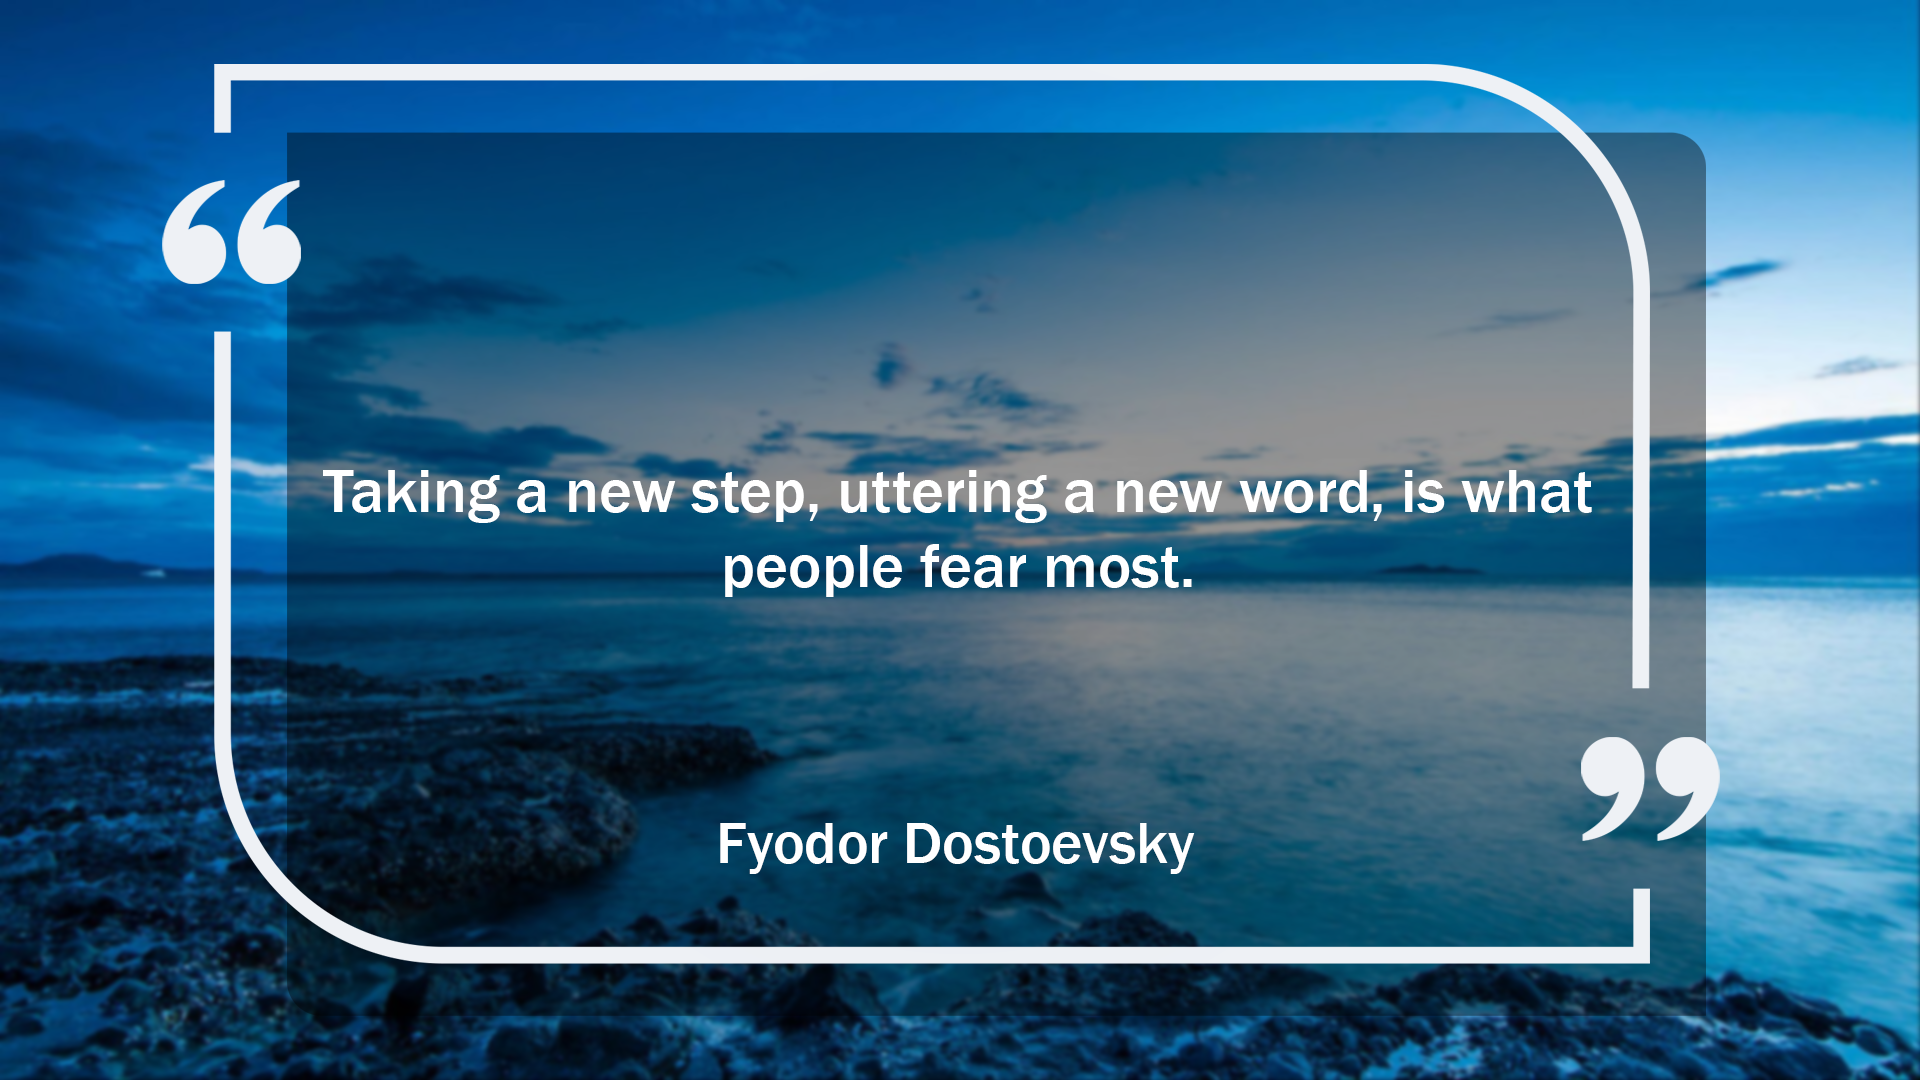 “
Taking a new step, uttering a new word, is what
people fear most.
”
Fyodor Dostoevsky